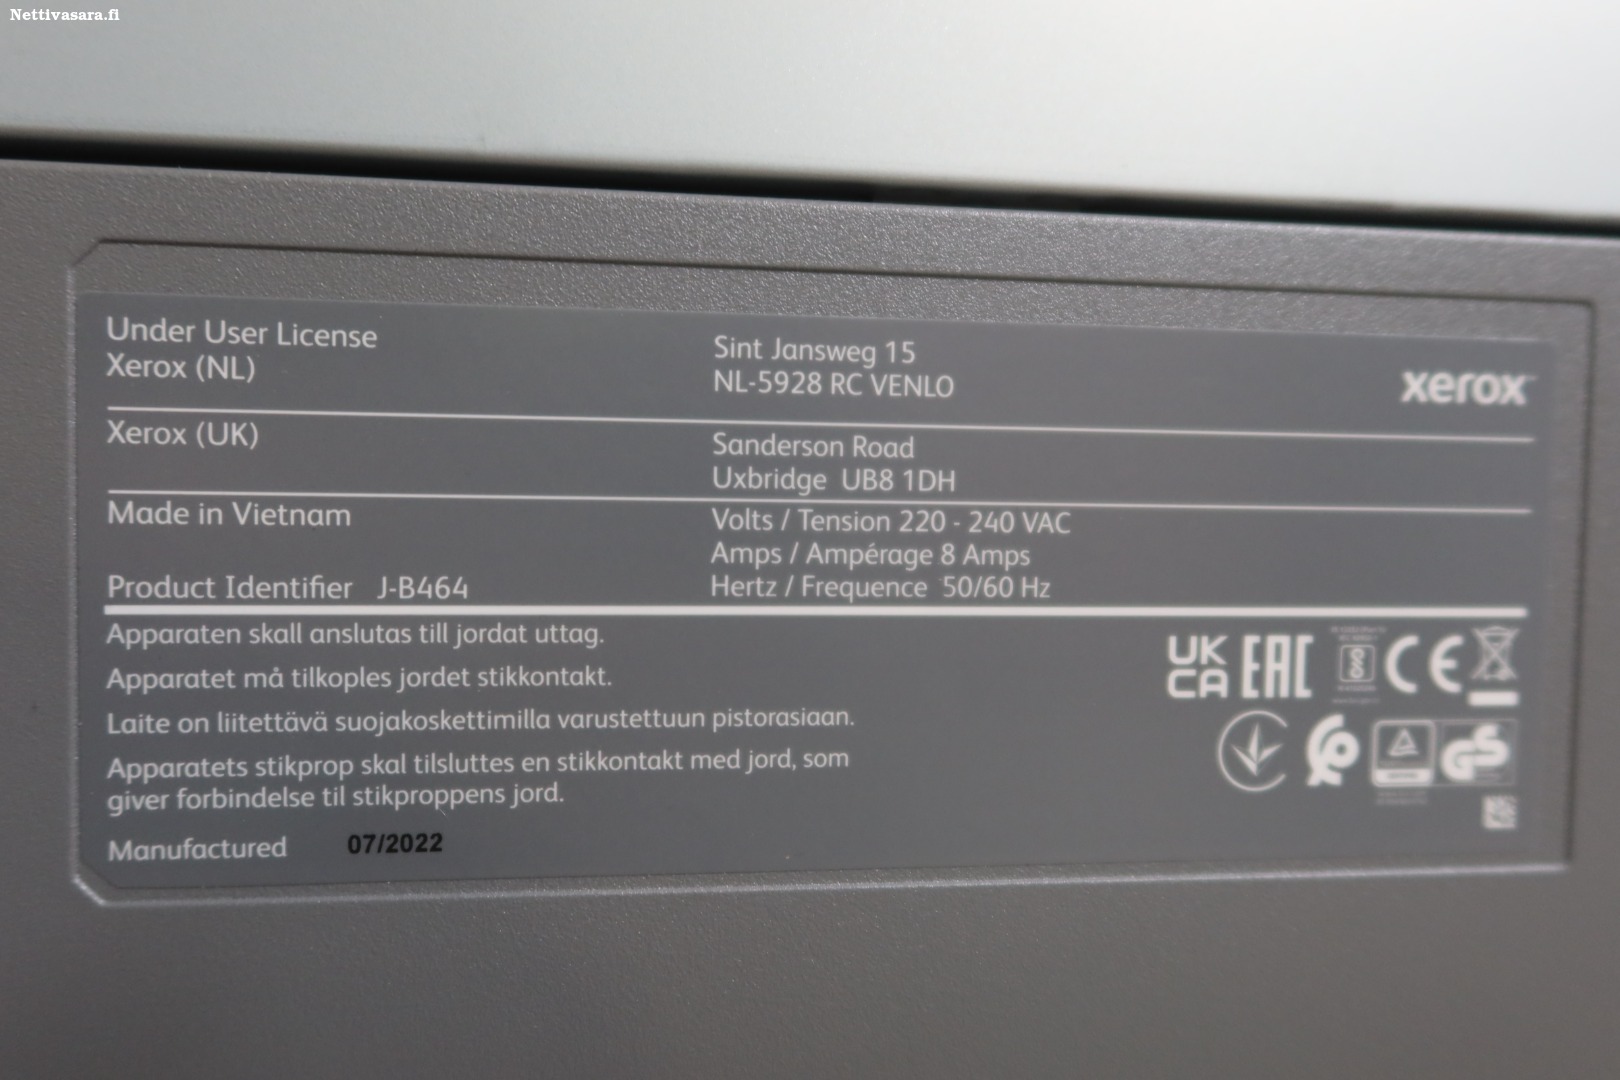 Nettivasara.fi
Under User License
Xerox (NL)
Sint Jansweg 15
NL-5928 RC VENLO
xerox™
Xerox (UK)
Sanderson Road
Uxbridge UB8 1DH
Made in Vietnam
Volts / Tension 220 - 240 VAC
Amps / Ampérage 8 Amps
Product Identifier J-B464
Hertz / Frequence 50/60 Hz
Apparaten skall anslutas till jordat uttag.
Apparatet må tilkoples jordet stikkontakt.
Laite on liitettävä suojakoskettimilla varustettuun pistorasiaan.
Apparatets stikprop skal tilsluttes en stikkontakt med jord, som
giver forbindelse til stikproppens jord.
Manufactured 07/2022
UK
CA
EAC
CE
GS